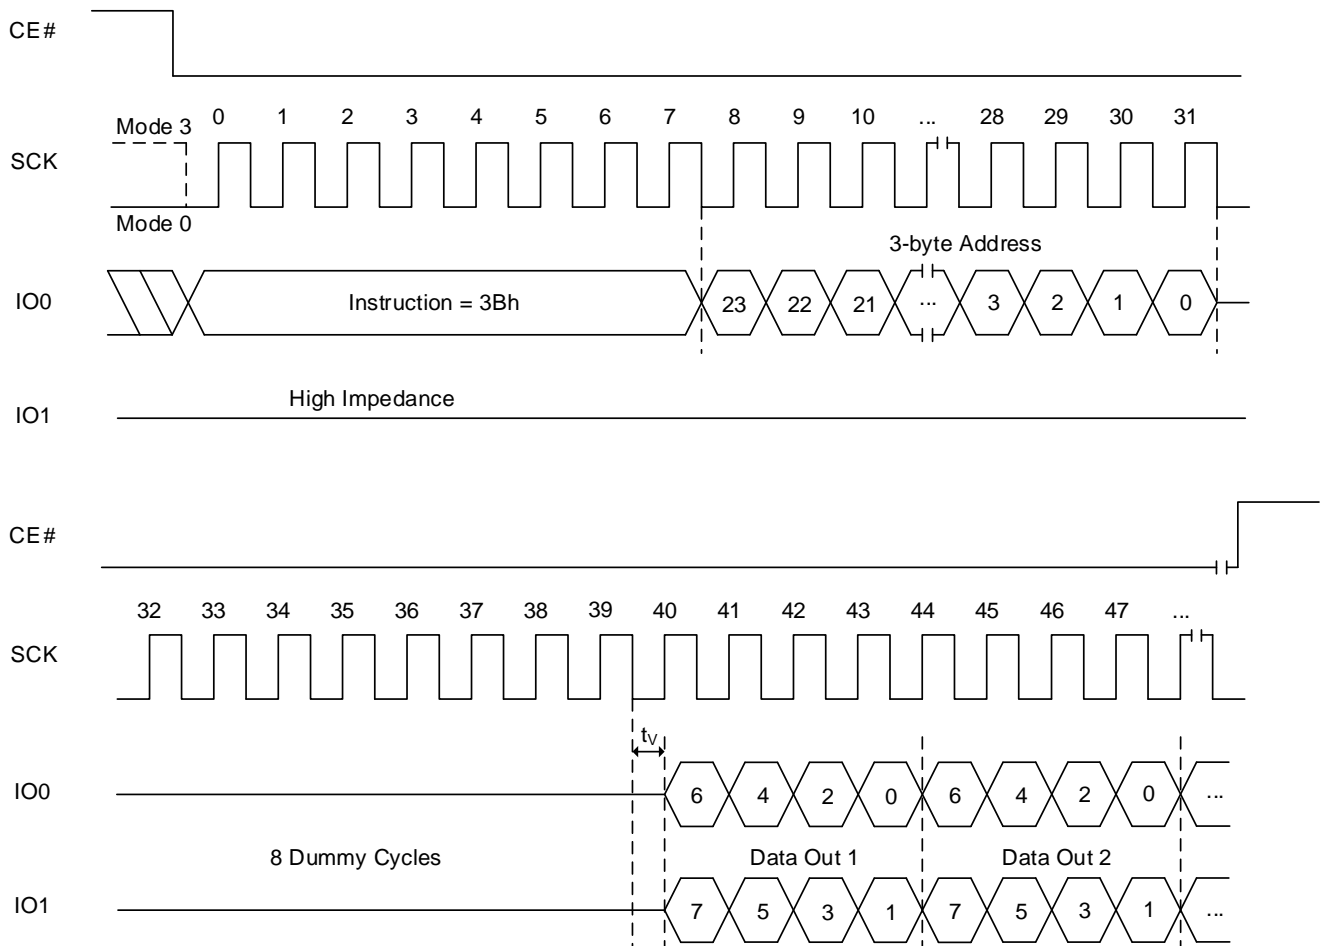 CE#
Mode 3 0 1 2 3 4 5 6 7 8 9 10 ... 28 29 30 31
SCK
Mode 0
3-byte Address
IO0 Instruction = 3Bh 23 22 21 ... 3 2 1 0
High Impedance
IO1
CE#
32 33 34 35 36 37 38 39 40 41 42 43 44 45 46 47 ...
SCK
tV
IO0 6 4 2 0 6 4 2 0 ...
8 Dummy Cycles Data Out 1 Data Out 2
IO1 7 5 3 1 7 5 3 1 ...